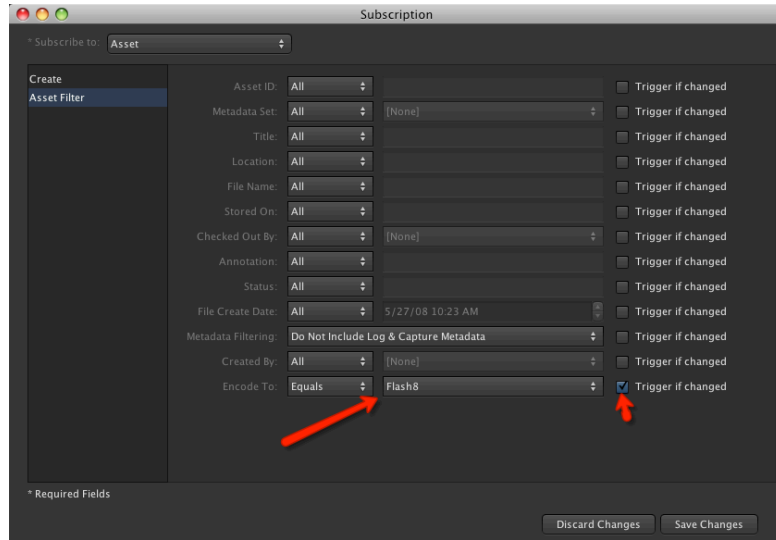 Subscription
* Subscribe to: Asset
Create
Asset Filter
Asset ID: All Trigger if changed
Metadata Set: All [None] Trigger if changed
Title: All Trigger if changed
Location: All Trigger if changed
File Name: All Trigger if changed
Stored On: All Trigger if changed
Checked Out By: All [None] Trigger if changed
Annotation: All Trigger if changed
Status: All Trigger if changed
File Create Date: All 5/27/08 10:23 AM Trigger if changed
Metadata Filtering: Do Not Include Log & Capture Metadata Trigger if changed
Created By: All [None] Trigger if changed
Encode To: Equals Flash8 Trigger if changed
* Required Fields
Discard Changes Save Changes